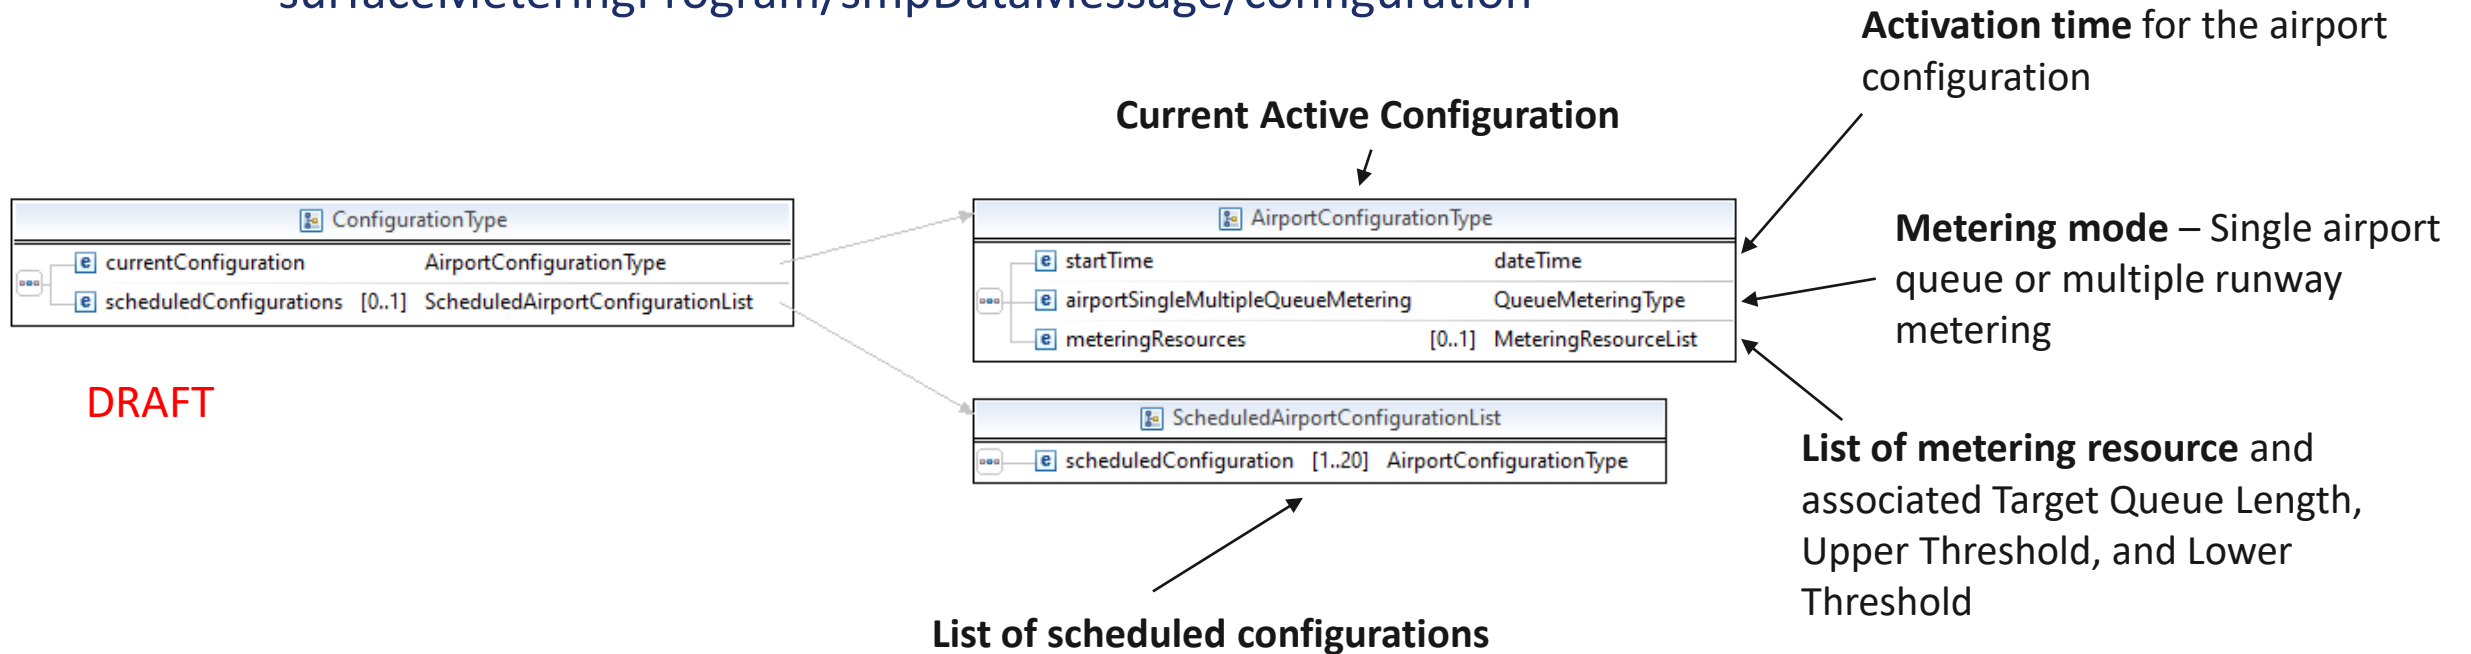 surfaceMeteringProgram/smpDataMessage/configuration
Activation time for the airport
configuration
Current Active Configuration
ConfigurationType
currentConfiguration AirportConfigurationType
scheduledConfigurations [0..1] ScheduledAirportConfigurationList
AirportConfigurationType
startTime dateTime
airportSingleMultipleQueueMetering QueueMeteringType
meteringResources [0..1] MeteringResourceList
Metering mode – Single airport
queue or multiple runway
metering
DRAFT
ScheduledAirportConfigurationList
scheduledConfiguration [1..20] AirportConfigurationType
List of metering resource and
associated Target Queue Length,
Upper Threshold, and Lower
Threshold
List of scheduled configurations